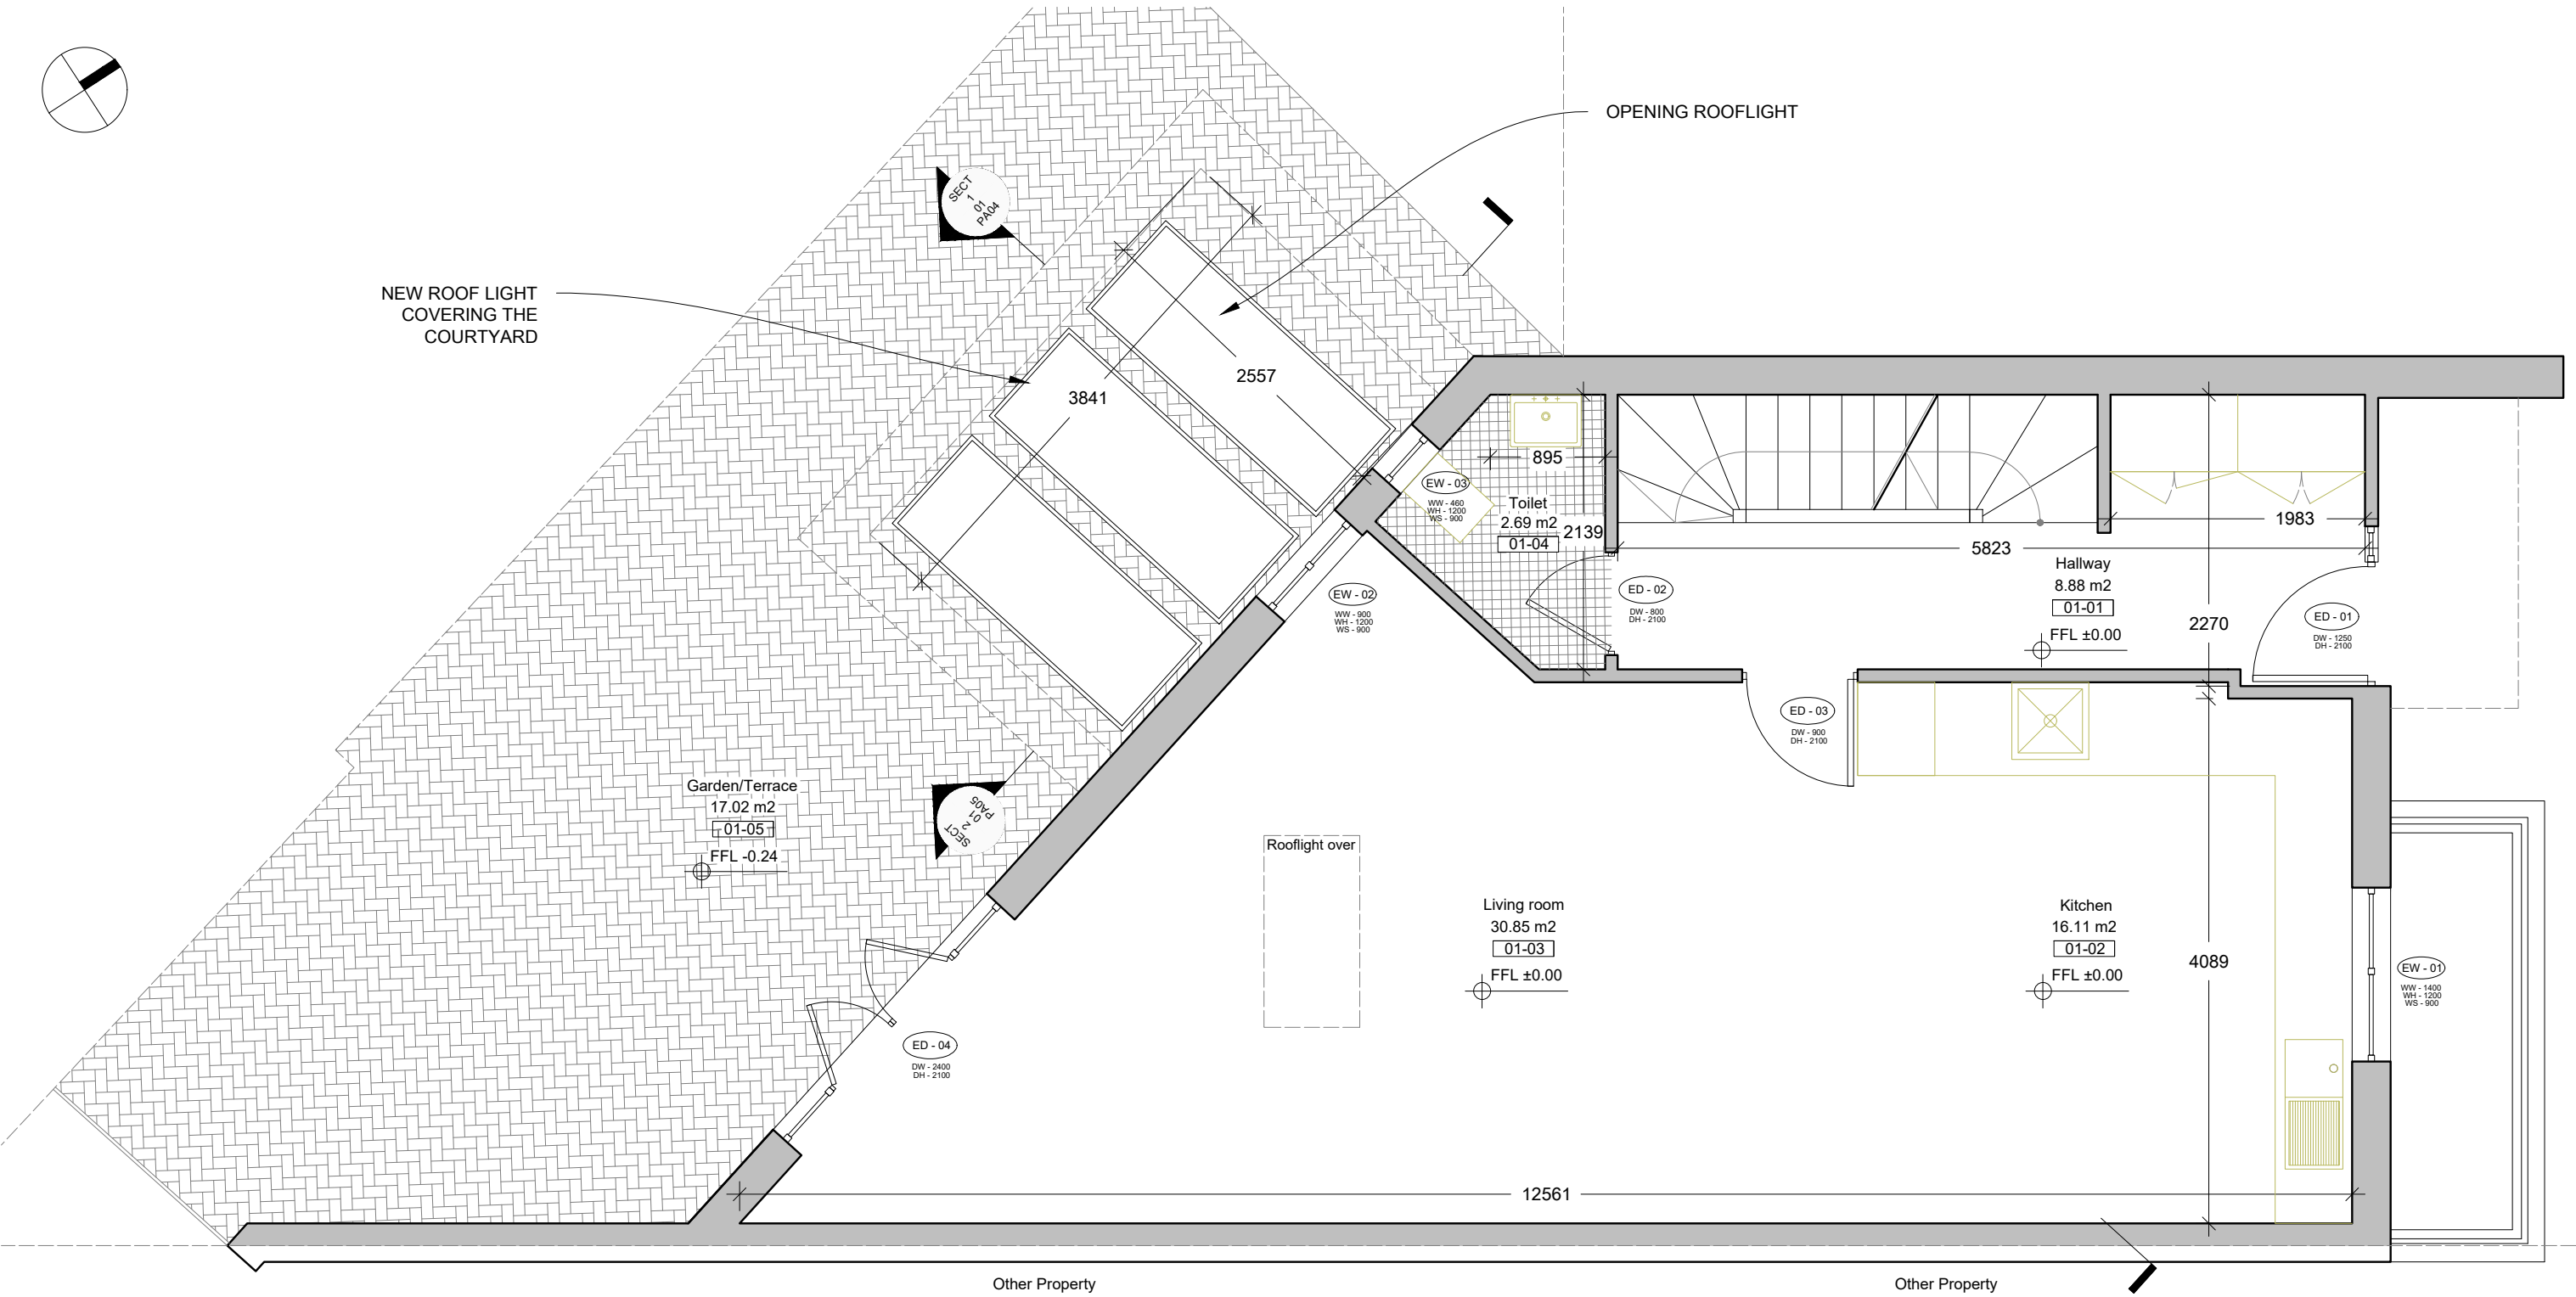 OPENING ROOFLIGHT
SECT
1
01
PA04
NEW ROOF LIGHT
COVERING THE
COURTYARD
2557
3841
895
EW - 03
WW - 460
WH - 1200
WS - 900
Toilet
2.69 m2
01-04
2139
1983
5823
Hallway
8.88 m2
01-01
FFL ±0.00
2270
ED - 01
DW - 1250
DH - 2100
ED - 02
DW - 800
DH - 2100
EW - 02
WW - 900
WH - 1200
WS - 900
ED - 03
DW - 900
DH - 2100
Garden/Terrace
17.02 m2
01-05
FFL -0.24
SECT
2
01
PA05
Rooflight over
Living room
30.85 m2
01-03
FFL ±0.00
Kitchen
16.11 m2
01-02
FFL ±0.00
4089
EW - 01
WW - 1400
WH - 1200
WS - 900
ED - 04
DW - 2400
DH - 2100
12561
Other Property
Other Property